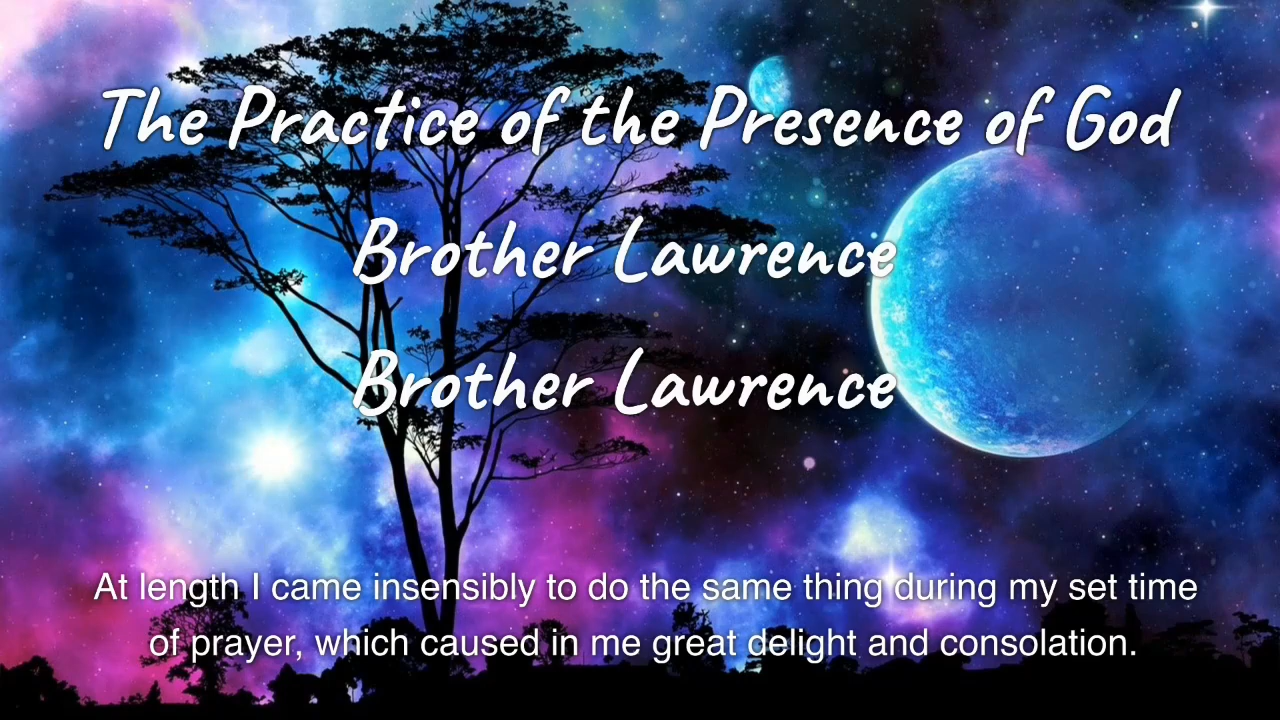 The Practice of the Presence of God
Brother Lawrence
Brother Lawrence
At length I came insensibly to do the same thing during my set time
of prayer, which caused in me great delight and consolation.